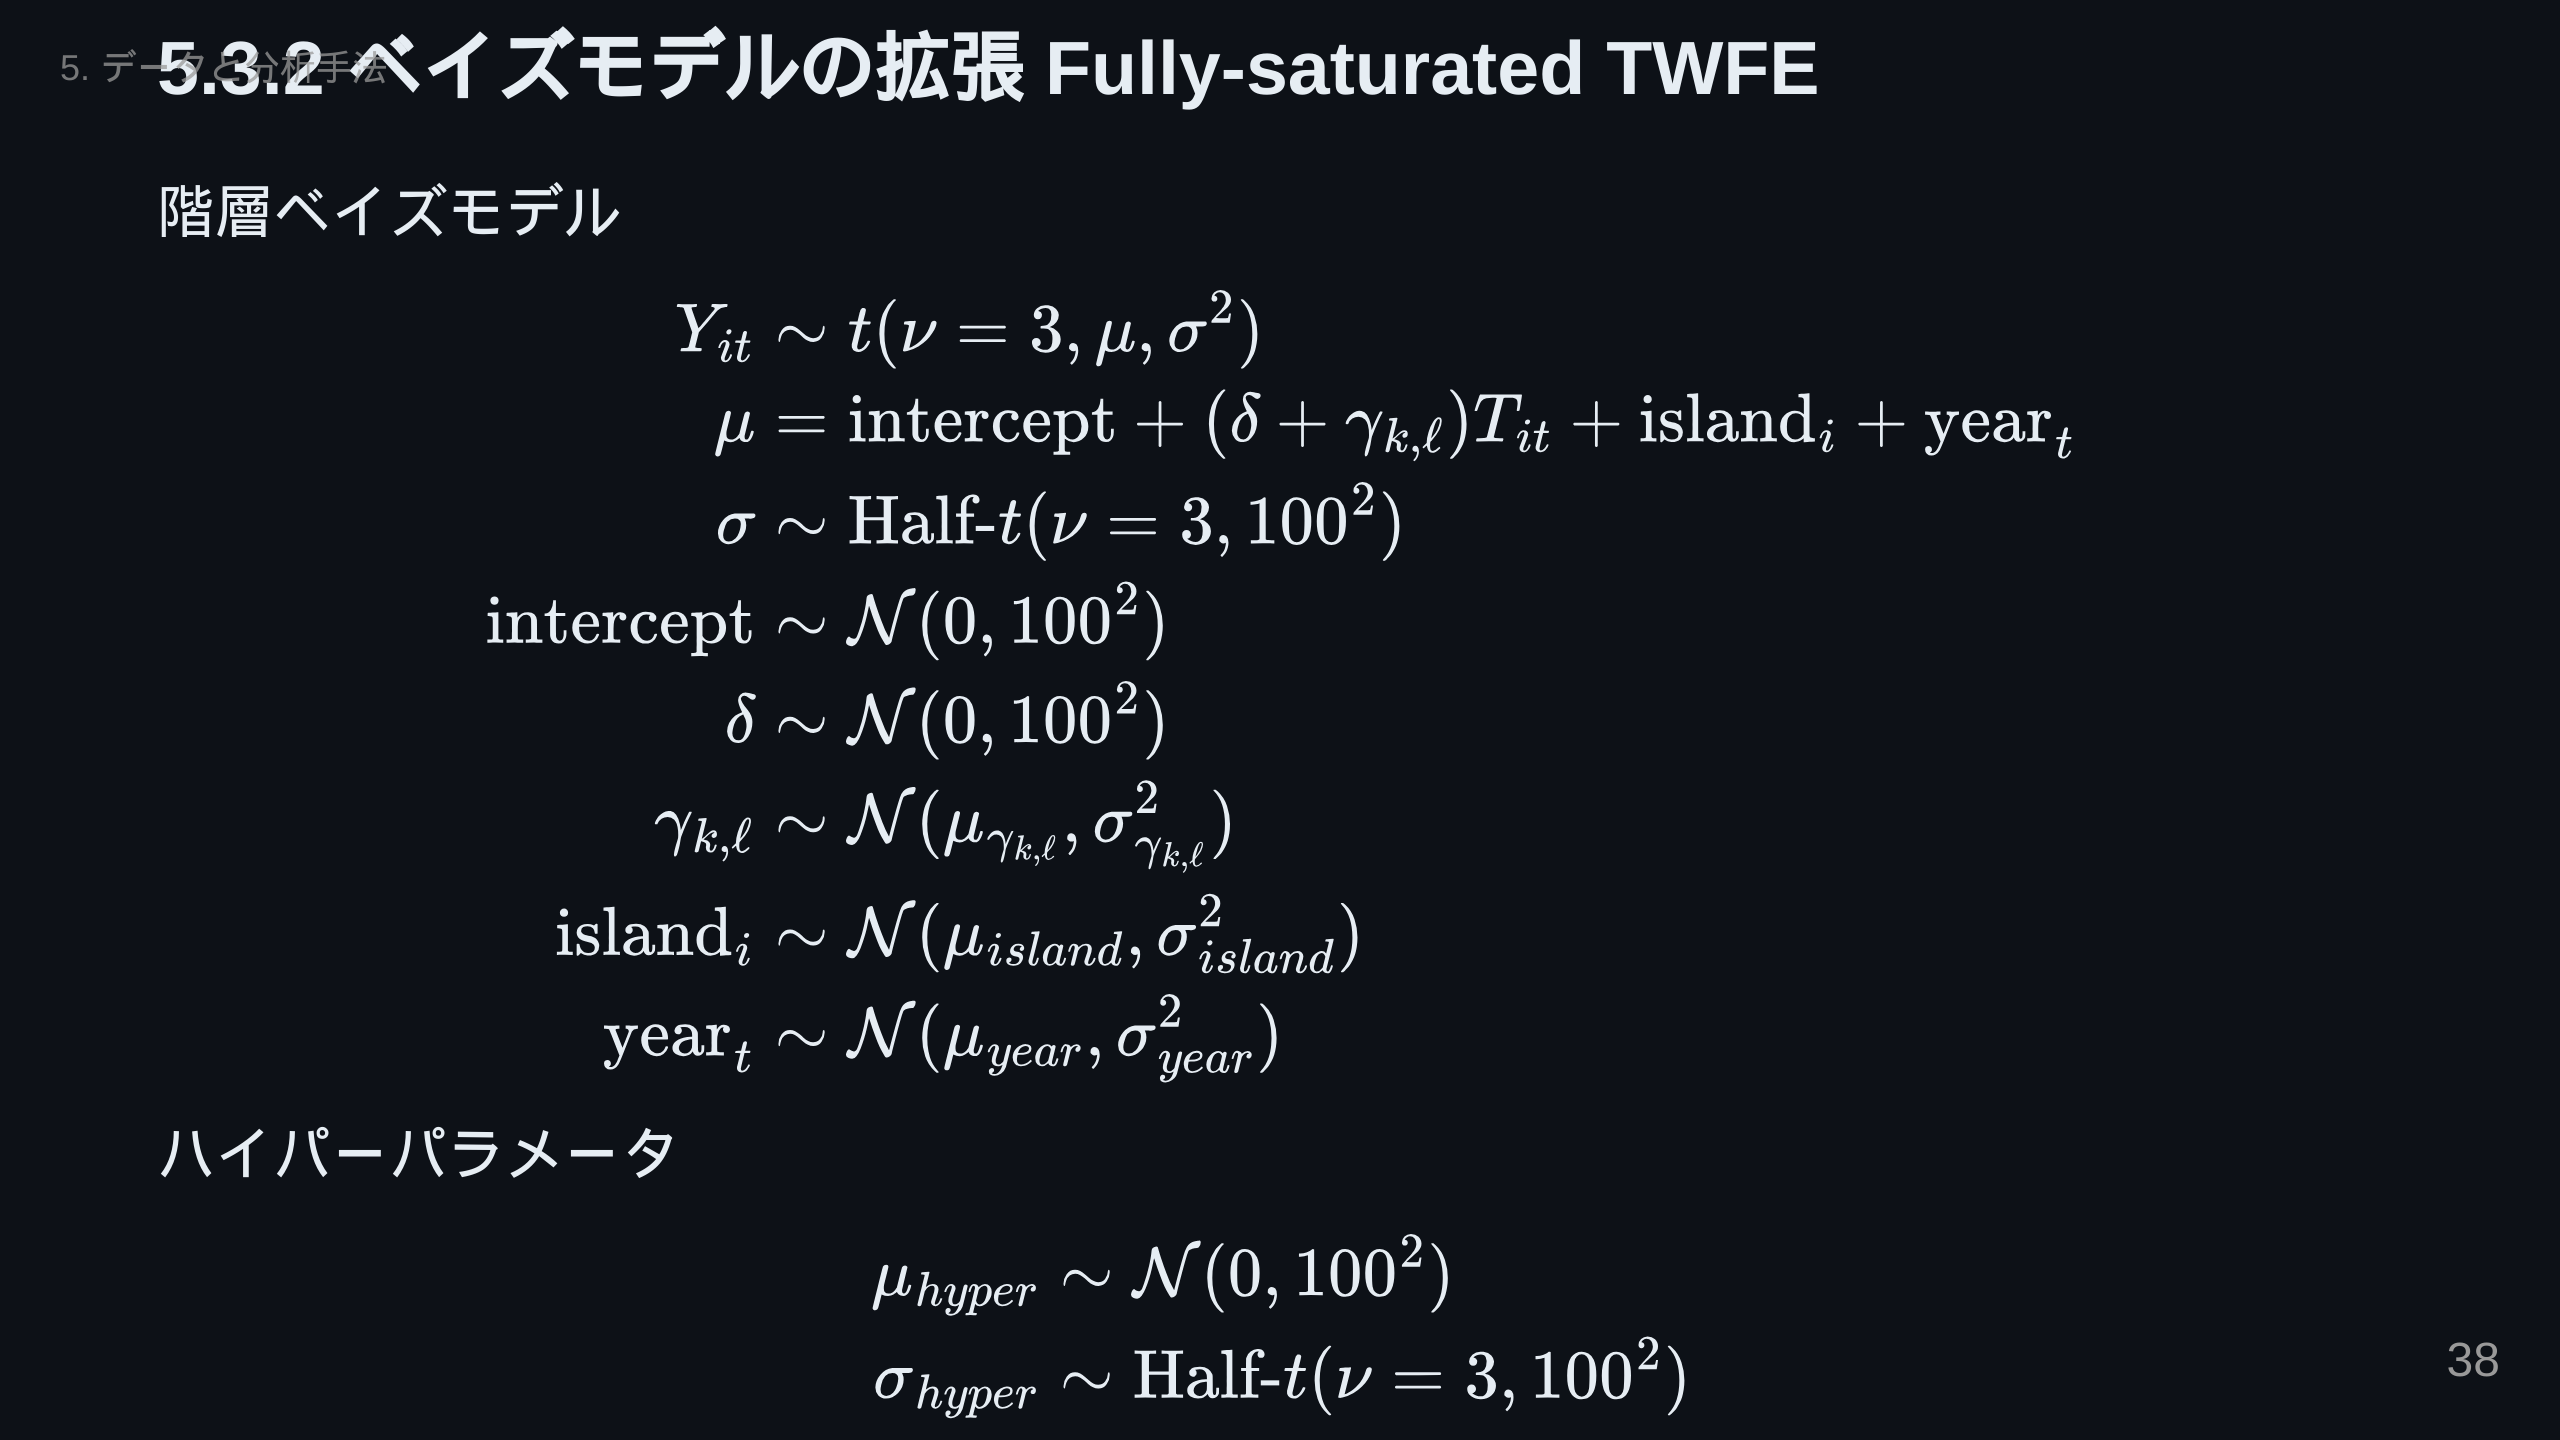 5. データと分析手法
5.3.2 ベイズモデルの拡張 Fully-saturated TWFE
階層ベイズモデル
Y_{it} ∼ t(ν = 3, μ, σ^2)
μ = intercept + (δ + γ_{k,ℓ})T_{it} + island_i + year_t
σ ∼ Half-t(ν = 3, 100^2)
intercept ∼ 𝒩(0, 100^2)
δ ∼ 𝒩(0, 100^2)
γ_{k,ℓ} ∼ 𝒩(μ_{γ_{k,ℓ}}, σ^2_{γ_{k,ℓ}})
island_i ∼ 𝒩(μ_{island}, σ^2_{island})
year_t ∼ 𝒩(μ_{year}, σ^2_{year})
ハイパーパラメータ
μ_{hyper} ∼ 𝒩(0, 100^2)
σ_{hyper} ∼ Half-t(ν = 3, 100^2)
38